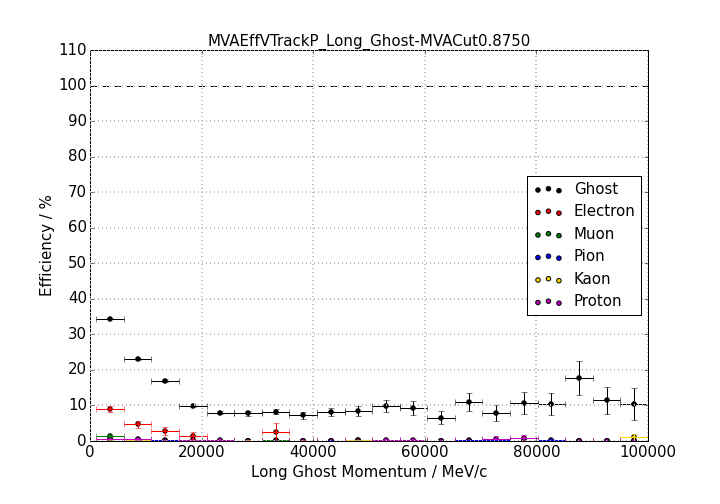 MVAEffVTrackP_Long_Ghost-MVACut0.8750
110
100
90
80
70
60
50
40
30
20
10
0
Efficiency / %
Ghost
Electron
Muon
Pion
Kaon
Proton
0 20000 40000 60000 80000 100000
Long Ghost Momentum / MeV/c